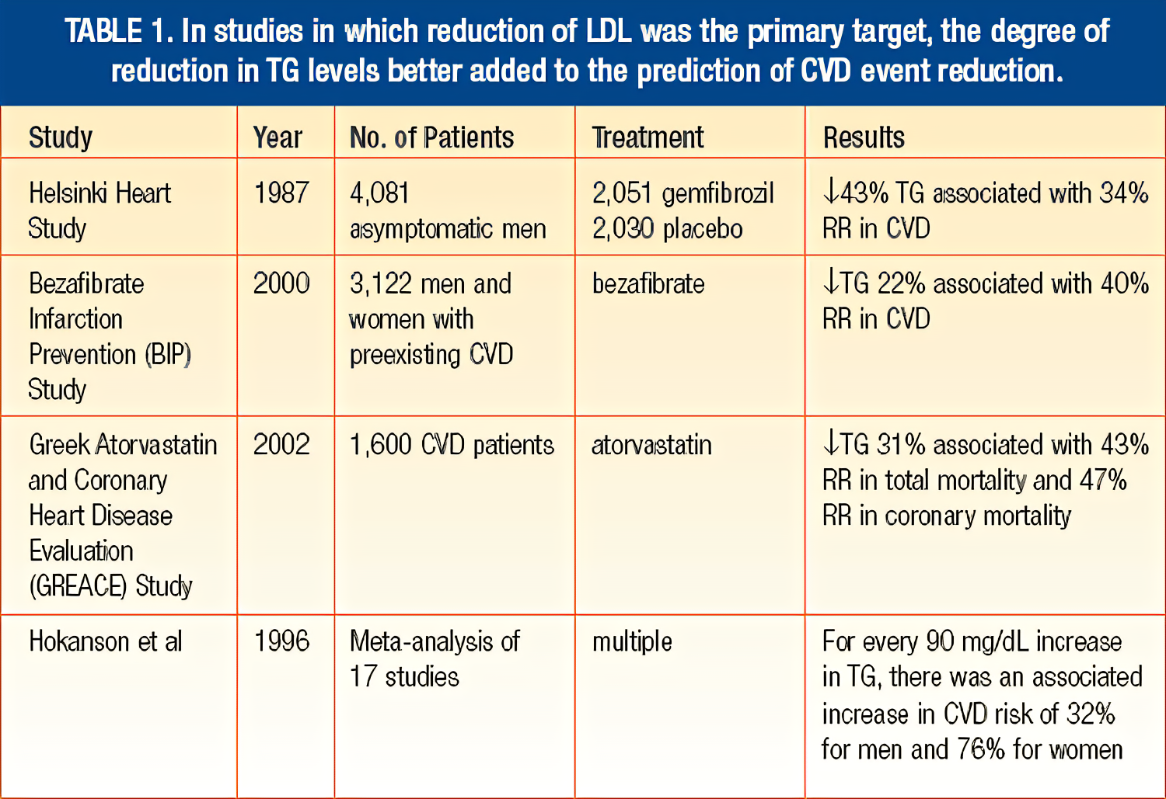 TABLE 1. In studies in which reduction of LDL was the primary target, the degree of
reduction in TG levels better added to the prediction of CVD event reduction.
Study
Year
No. of Patients
Treatment
Results
Helsinki Heart
Study
1987
4,081
asymptomatic men
2,051 gemfibrozil
2,030 placebo
↓43% TG associated with 34%
RR in CVD
Bezafibrate
Infarction
Prevention (BIP)
Study
2000
3,122 men and
women with
preexisting CVD
bezafibrate
↓TG 22% associated with 40%
RR in CVD
Greek Atorvastatin
and Coronary
Heart Disease
Evaluation
(GREACE) Study
2002
1,600 CVD patients
atorvastatin
↓TG 31% associated with 43%
RR in total mortality and 47%
RR in coronary mortality
Hokanson et al
1996
Meta-analysis of
17 studies
multiple
For every 90 mg/dL increase
in TG, there was an associated
increase in CVD risk of 32%
for men and 76% for women